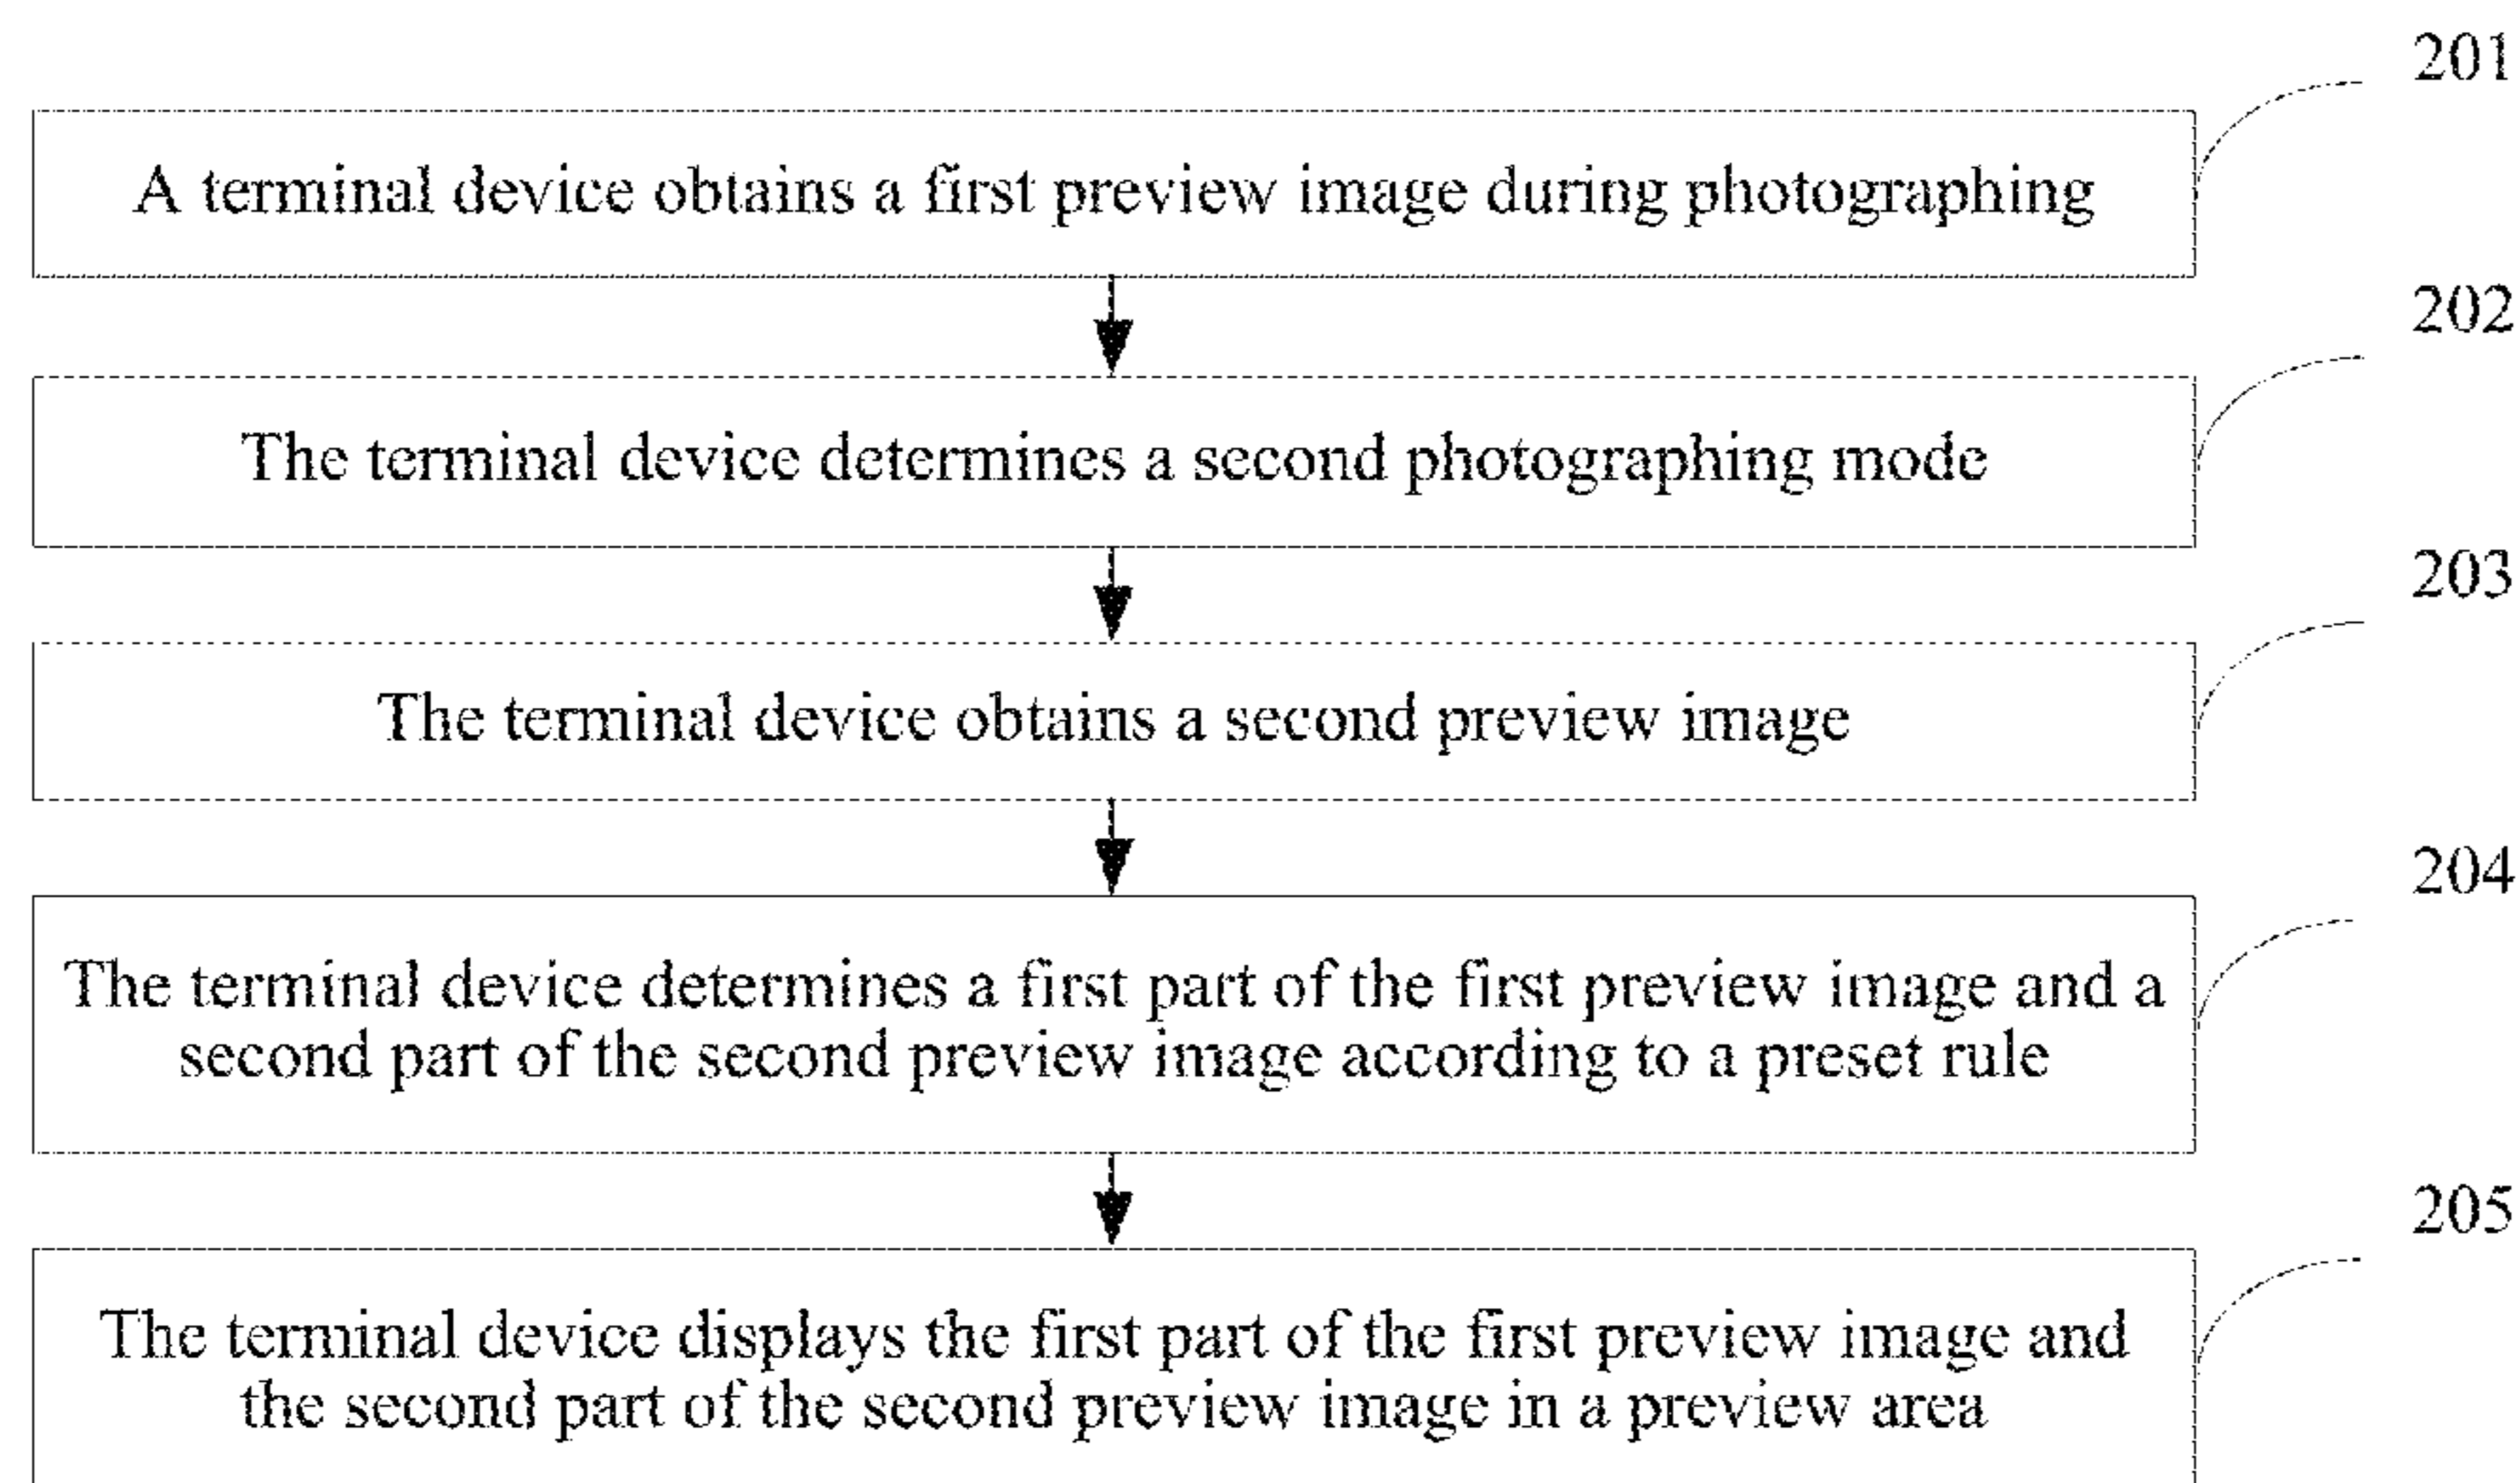 201
A terminal device obtains a first preview image during photographing
202
The terminal device determines a second photographing mode
203
The terminal device obtains a second preview image
204
The terminal device determines a first part of the first preview image and a
second part of the second preview image according to a preset rule
205
The terminal device displays the first part of the first preview image and
the second part of the second preview image in a preview area